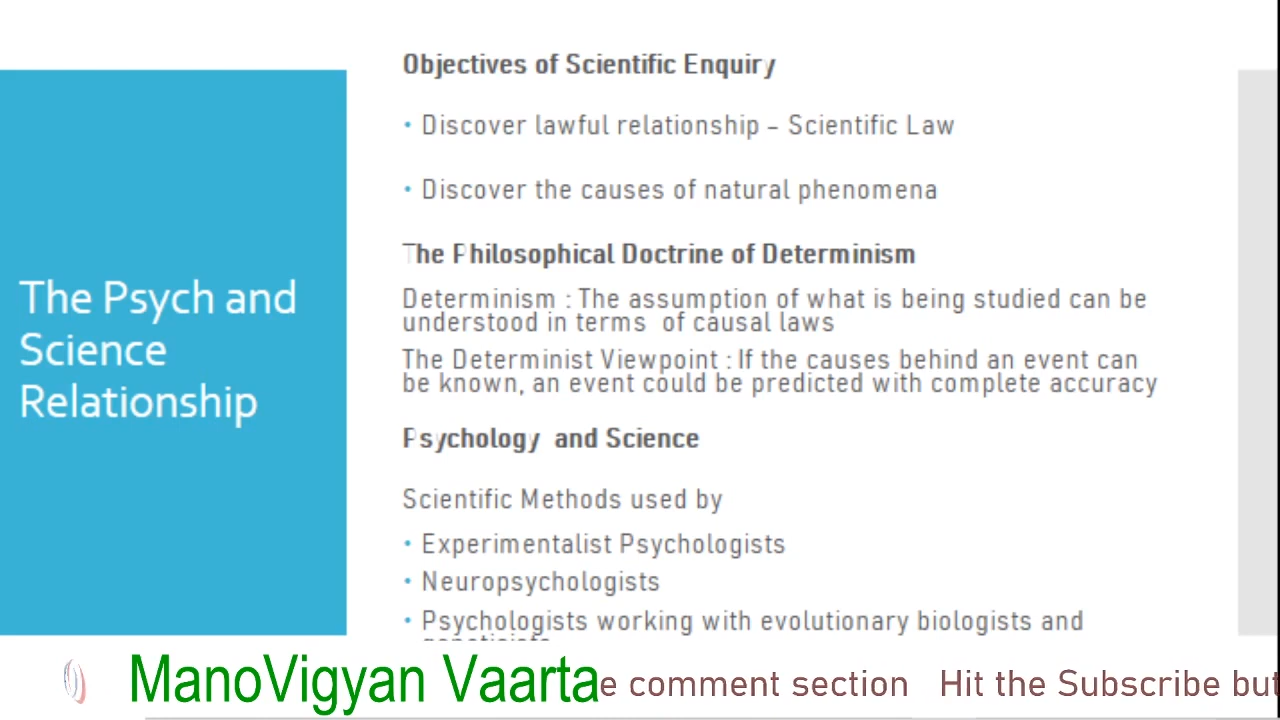 The Psych and
Science
Relationship
Objectives of Scientific Enquiry
• Discover lawful relationship – Scientific Law
• Discover the causes of natural phenomena
The Philosophical Doctrine of Determinism
Determinism : The assumption of what is being studied can be
understood in terms of causal laws
The Determinist Viewpoint : If the causes behind an event can
be known, an event could be predicted with complete accuracy
Psychology and Science
Scientific Methods used by
• Experimentalist Psychologists
• Neuropsychologists
• Psychologists working with evolutionary biologists and
ManoVigyan Vaarta
comment section Hit the Subscribe